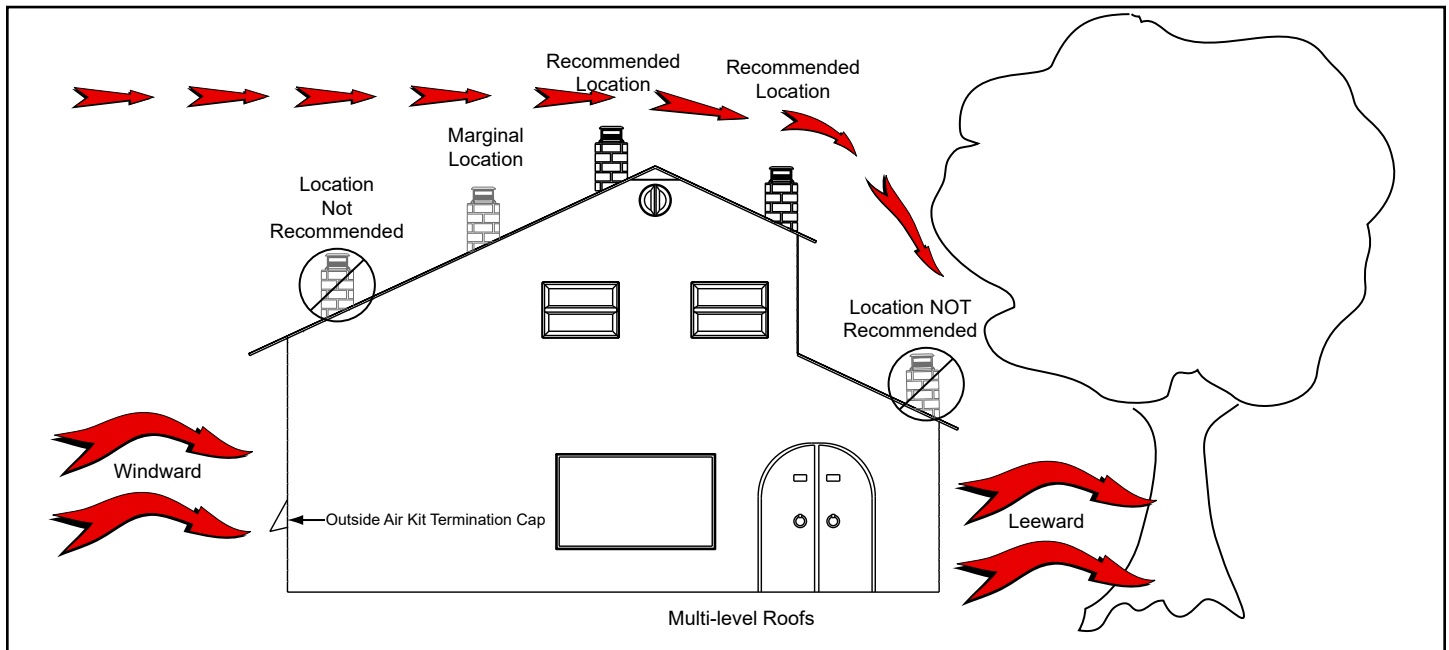 Recommended
Location
Recommended
Location
Marginal
Location
Location
Not
Recommended
Location NOT
Recommended
Windward
Outside Air Kit Termination Cap
Leeward
Multi-level Roofs